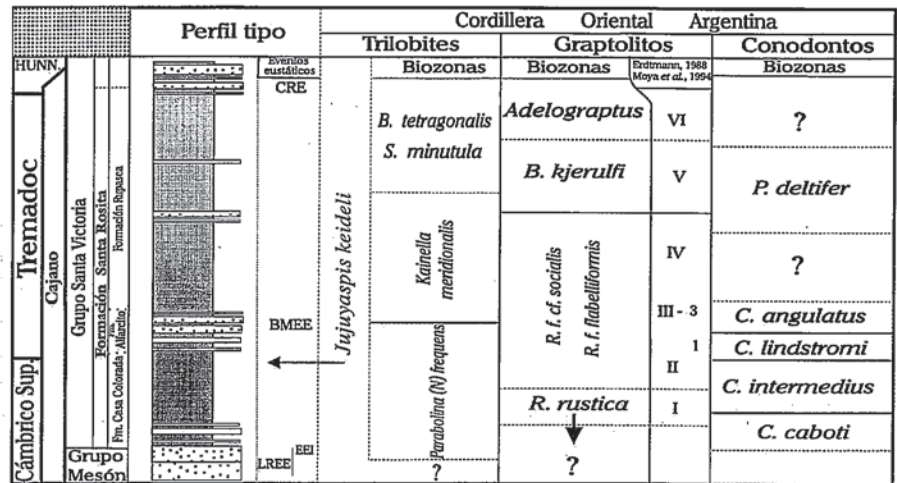 Perfil tipo
Cordillera Oriental Argentina
Trilobites
Graptolitos
Conodontos
HUNN.
Eventos
eustáticos
Biozonas
Biozonas
Erdtmann, 1988
Moya et al., 1994
Biozonas
Tremadoc
Cajano
Cámbrico Sup.
Grupo Santa Victoria
Formación Santa Rosita
Formación Rupasca
Fm. Alfarcito
Fm. Casa Colorada
Grupo
Mesón
CRE
BMEE
EEI
LREE
Jujuyaspis keideli
B. tetragonalis
S. minutula
Kainella
meridionalis
Parabolina (N) frequens
?
Adelograptus
B. kjerulfi
R. f. cf. socialis
R. f. flabelliformis
R. rustica
?
VI
V
IV
III - 3
1
II
I
?
P. deltifer
?
C. angulatus
C. lindstromi
C. intermedius
C. caboti